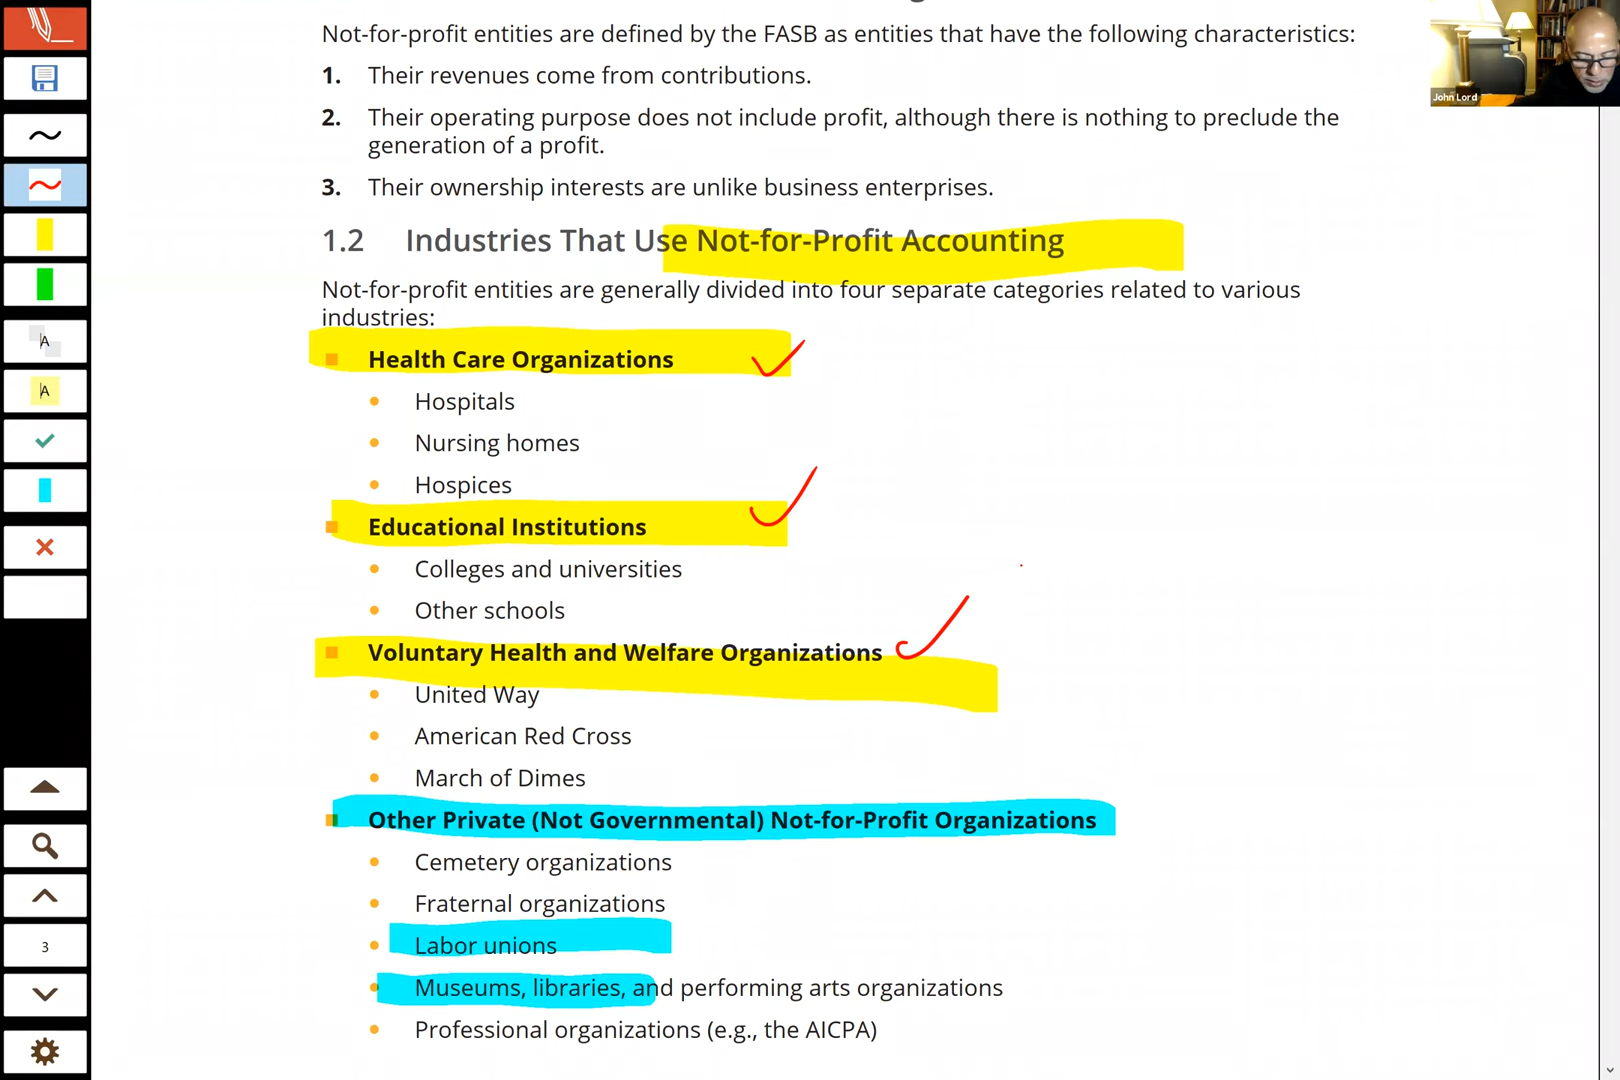 Not-for-profit entities are defined by the FASB as entities that have the following characteristics:
1. Their revenues come from contributions.
2. Their operating purpose does not include profit, although there is nothing to preclude the
generation of a profit.
3. Their ownership interests are unlike business enterprises.
1.2 Industries That Use Not-for-Profit Accounting
Not-for-profit entities are generally divided into four separate categories related to various
industries:
Health Care Organizations
Hospitals
Nursing homes
Hospices
Educational Institutions
Colleges and universities
Other schools
Voluntary Health and Welfare Organizations
United Way
American Red Cross
March of Dimes
Other Private (Not Governmental) Not-for-Profit Organizations
Cemetery organizations
Fraternal organizations
Labor unions
Museums, libraries, and performing arts organizations
Professional organizations (e.g., the AICPA)
John Lord
A
A
3